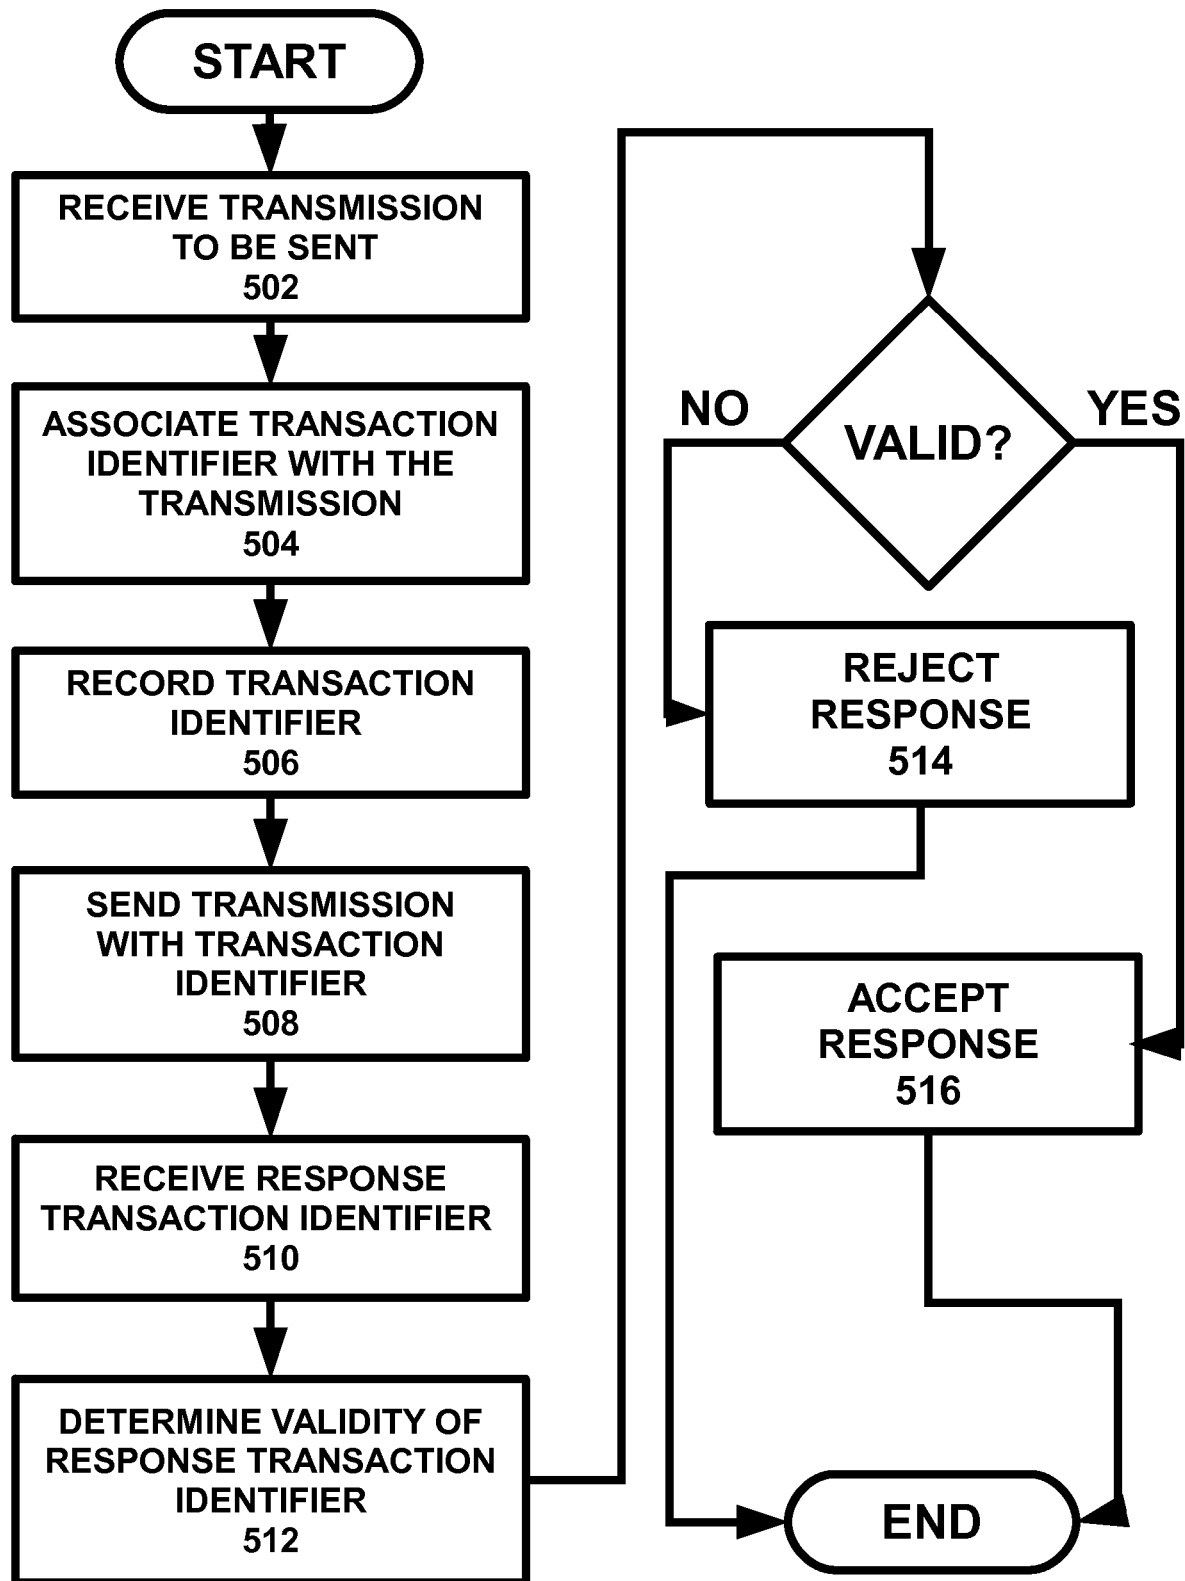 START
RECEIVE TRANSMISSION
TO BE SENT
502
ASSOCIATE TRANSACTION
IDENTIFIER WITH THE
TRANSMISSION
504
RECORD TRANSACTION
IDENTIFIER
506
SEND TRANSMISSION
WITH TRANSACTION
IDENTIFIER
508
RECEIVE RESPONSE
TRANSACTION IDENTIFIER
510
DETERMINE VALIDITY OF
RESPONSE TRANSACTION
IDENTIFIER
512
VALID?
NO
YES
REJECT
RESPONSE
514
ACCEPT
RESPONSE
516
END